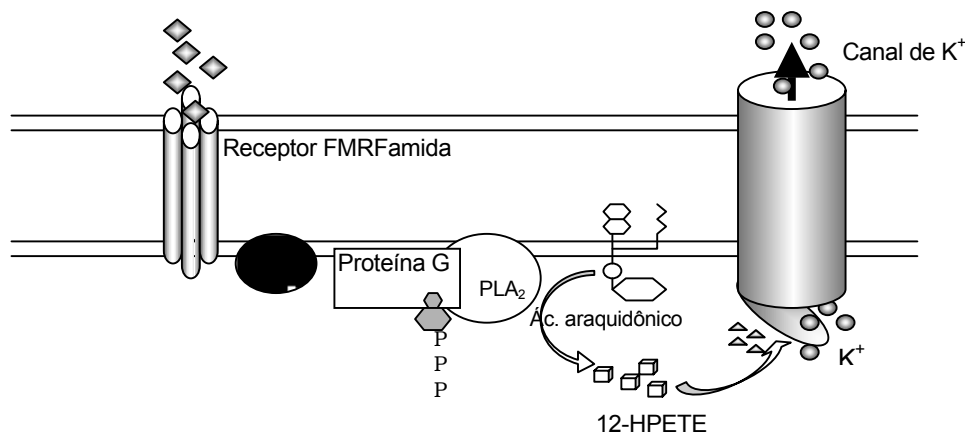 Canal de K⁺
Receptor FMRFamida
Proteína G
PLA₂
Ác. araquidônico
P
P
P
K⁺
12-HPETE